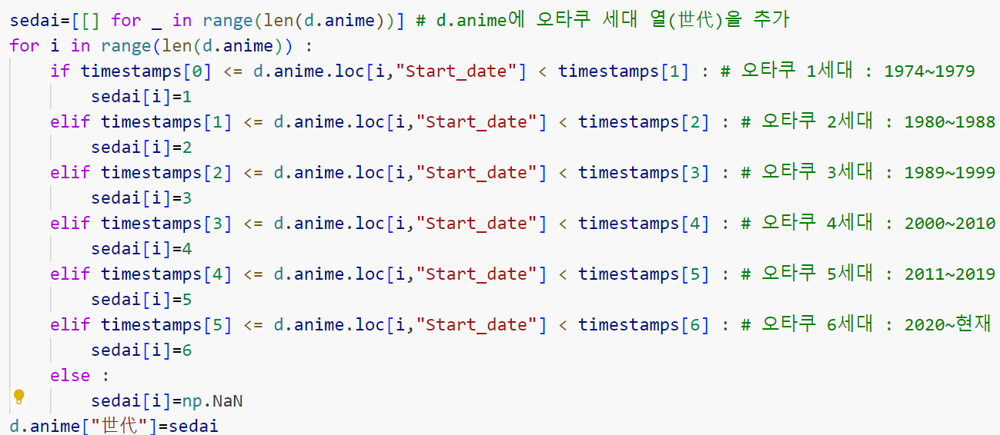 sedai=[[] for _ in range(len(d.anime))] # d.anime에 오타쿠 세대 열(世代)을 추가
for i in range(len(d.anime)) :
    if timestamps[0] <= d.anime.loc[i,"Start_date"] < timestamps[1] : # 오타쿠 1세대 : 1974~1979
        sedai[i]=1
    elif timestamps[1] <= d.anime.loc[i,"Start_date"] < timestamps[2] : # 오타쿠 2세대 : 1980~1988
        sedai[i]=2
    elif timestamps[2] <= d.anime.loc[i,"Start_date"] < timestamps[3] : # 오타쿠 3세대 : 1989~1999
        sedai[i]=3
    elif timestamps[3] <= d.anime.loc[i,"Start_date"] < timestamps[4] : # 오타쿠 4세대 : 2000~2010
        sedai[i]=4
    elif timestamps[4] <= d.anime.loc[i,"Start_date"] < timestamps[5] : # 오타쿠 5세대 : 2011~2019
        sedai[i]=5
    elif timestamps[5] <= d.anime.loc[i,"Start_date"] < timestamps[6] : # 오타쿠 6세대 : 2020~현재
        sedai[i]=6
    else :
        sedai[i]=np.NaN
d.anime["世代"]=sedai